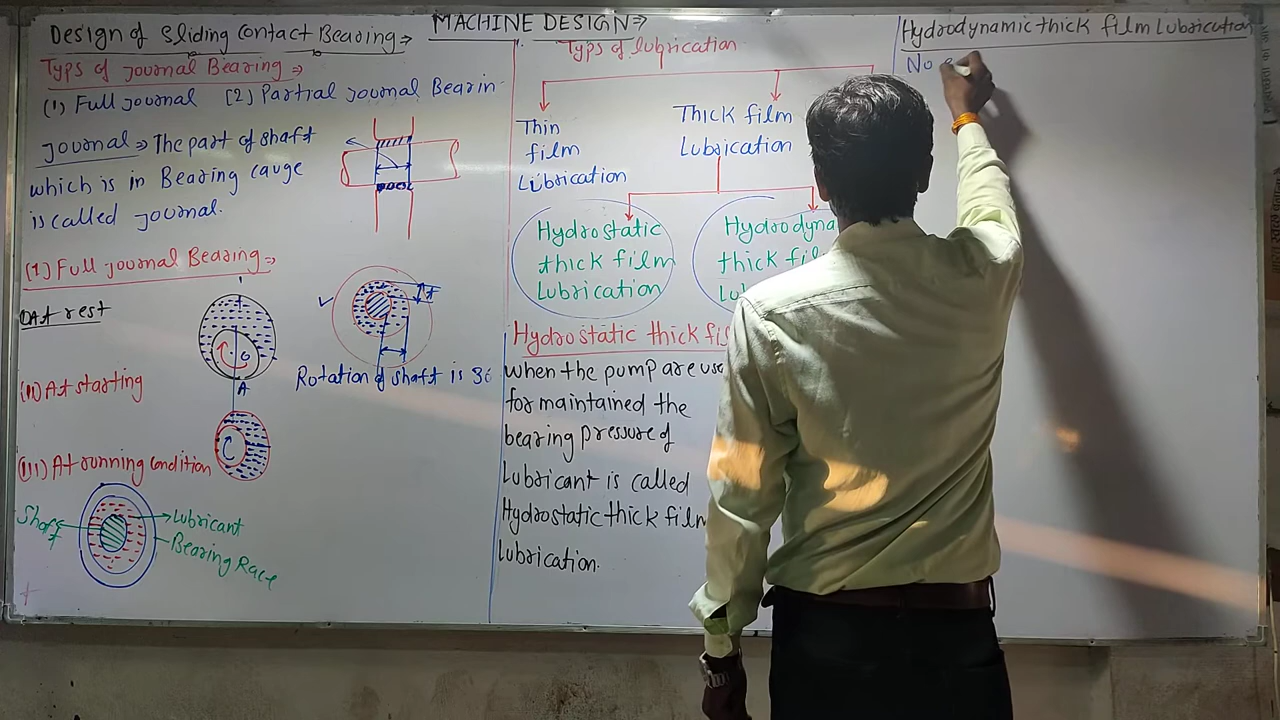 MACHINE DESIGN⇒
Design of Sliding Contact Bearing⇒
Typs of Journal Bearing⇒
(1) Full Journal [2) Partial Journal Bearin
Journal⇒ The part of shaft
which is in Bearing cauge
is called Journal.
(1) Full Journal Bearing⇒
(I) At rest
G
A
t
(II) At starting
Rotation of shaft is 36
(III) At running condition
Shaft
Lubricant
Bearing Race
Types of lubrication
Thin
film
Lubrication
Thick film
Lubrication
Hydrostatic
thick film
Lubrication
Hydrodyna
thick fil
Lu
Hydrostatic thick fil
when the pump are use
for maintained the
bearing pressure of
Lubricant is called
Hydrostatic thick film
Lubrication.
Hydrodynamic thick film Lubrication
No e